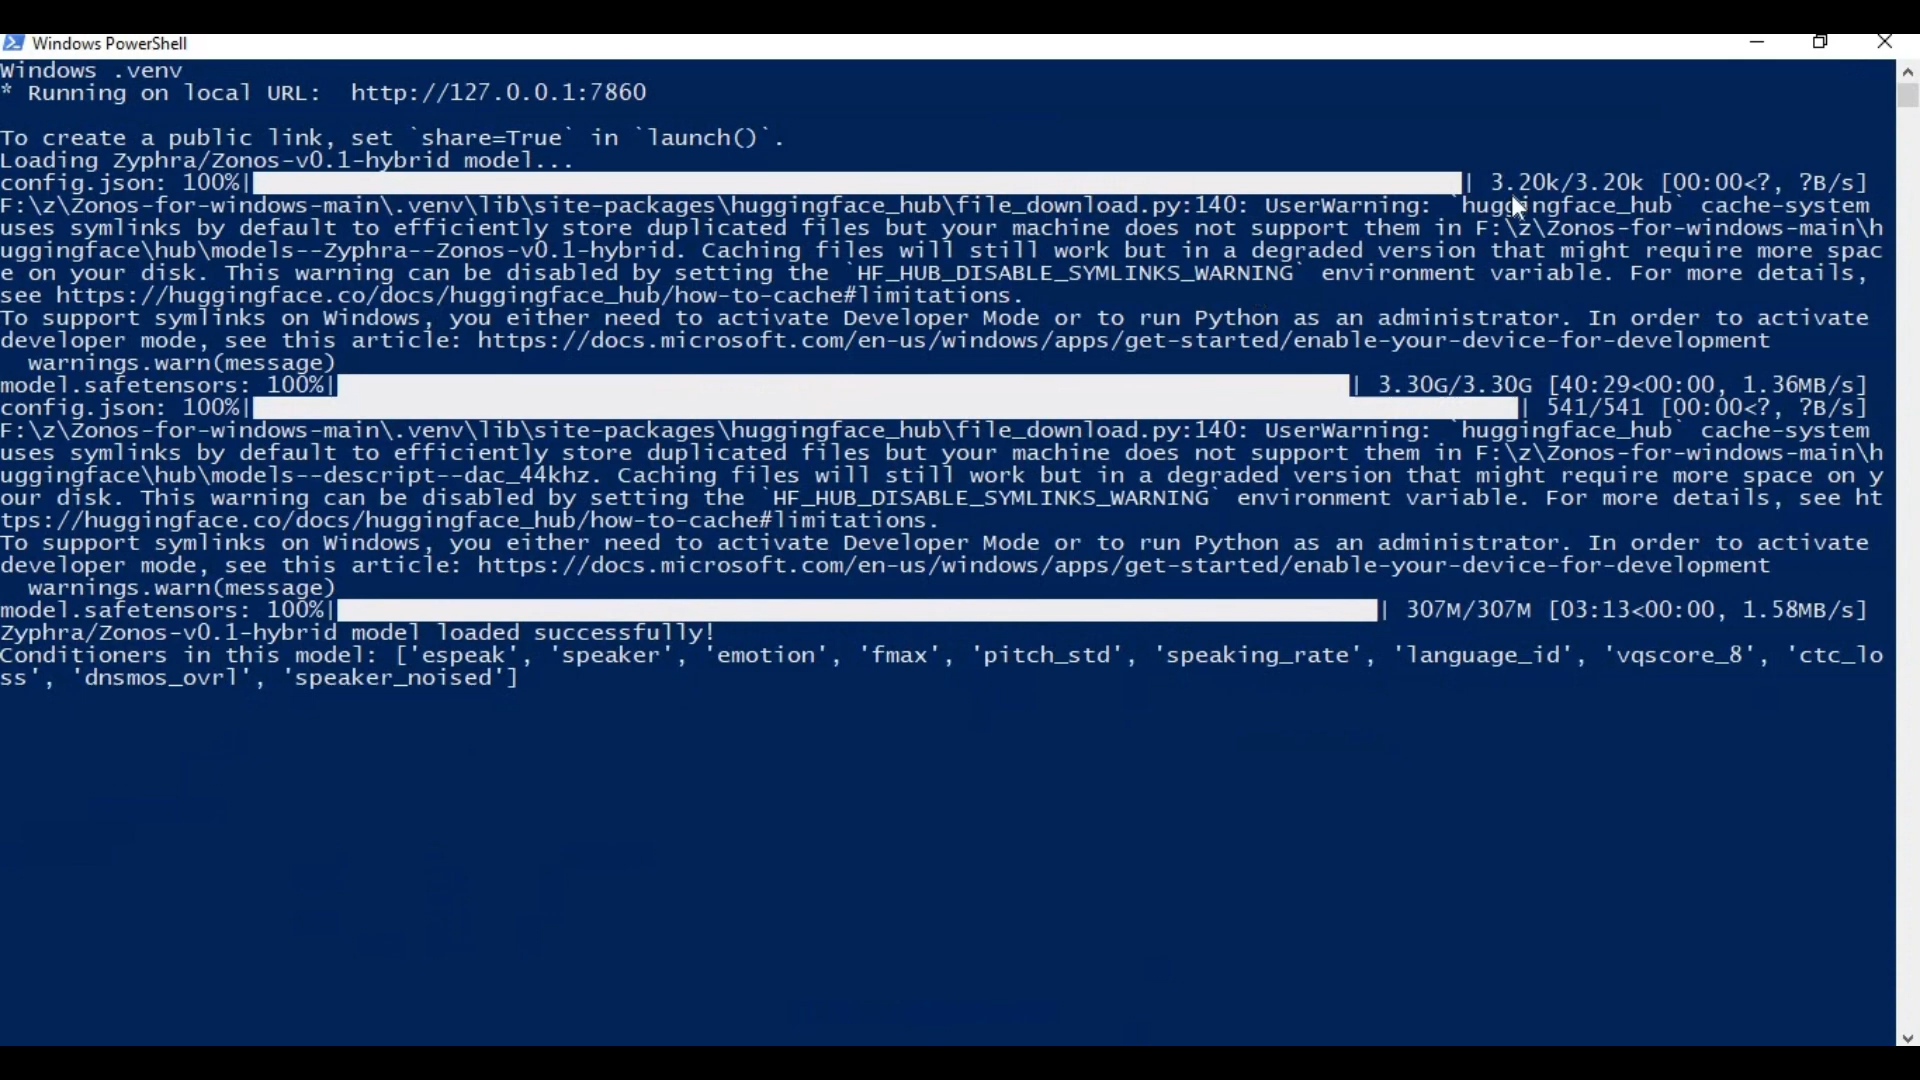 Windows PowerShell
Windows .venv
* Running on local URL:  http://127.0.0.1:7860
To create a public link, set `share=True` in `launch()`.
Loading Zyphra/Zonos-v0.1-hybrid model...
config.json: 100%| | 3.20k/3.20k [00:00<?, ?B/s]
F:\z\Zonos-for-windows-main\.venv\lib\site-packages\huggingface_hub\file_download.py:140: UserWarning: `huggingface_hub` cache-system
uses symlinks by default to efficiently store duplicated files but your machine does not support them in F:\z\Zonos-for-windows-main\h
uggingface\hub\models--Zyphra--Zonos-v0.1-hybrid. Caching files will still work but in a degraded version that might require more spac
e on your disk. This warning can be disabled by setting the `HF_HUB_DISABLE_SYMLINKS_WARNING` environment variable. For more details,
see https://huggingface.co/docs/huggingface_hub/how-to-cache#limitations.
To support symlinks on Windows, you either need to activate Developer Mode or to run Python as an administrator. In order to activate
developer mode, see this article: https://docs.microsoft.com/en-us/windows/apps/get-started/enable-your-device-for-development
  warnings.warn(message)
model.safetensors: 100%| | 3.30G/3.30G [40:29<00:00, 1.36MB/s]
config.json: 100%| | 541/541 [00:00<?, ?B/s]
F:\z\Zonos-for-windows-main\.venv\lib\site-packages\huggingface_hub\file_download.py:140: UserWarning: `huggingface_hub` cache-system
uses symlinks by default to efficiently store duplicated files but your machine does not support them in F:\z\Zonos-for-windows-main\h
uggingface\hub\models--descript--dac_44khz. Caching files will still work but in a degraded version that might require more space on y
our disk. This warning can be disabled by setting the `HF_HUB_DISABLE_SYMLINKS_WARNING` environment variable. For more details, see ht
tps://huggingface.co/docs/huggingface_hub/how-to-cache#limitations.
To support symlinks on Windows, you either need to activate Developer Mode or to run Python as an administrator. In order to activate
developer mode, see this article: https://docs.microsoft.com/en-us/windows/apps/get-started/enable-your-device-for-development
  warnings.warn(message)
model.safetensors: 100%| | 307M/307M [03:13<00:00, 1.58MB/s]
Zyphra/Zonos-v0.1-hybrid model loaded successfully!
Conditioners in this model: ['espeak', 'speaker', 'emotion', 'fmax', 'pitch_std', 'speaking_rate', 'language_id', 'vqscore_8', 'ctc_lo
ss', 'dnsmos_ovrl', 'speaker_noised']